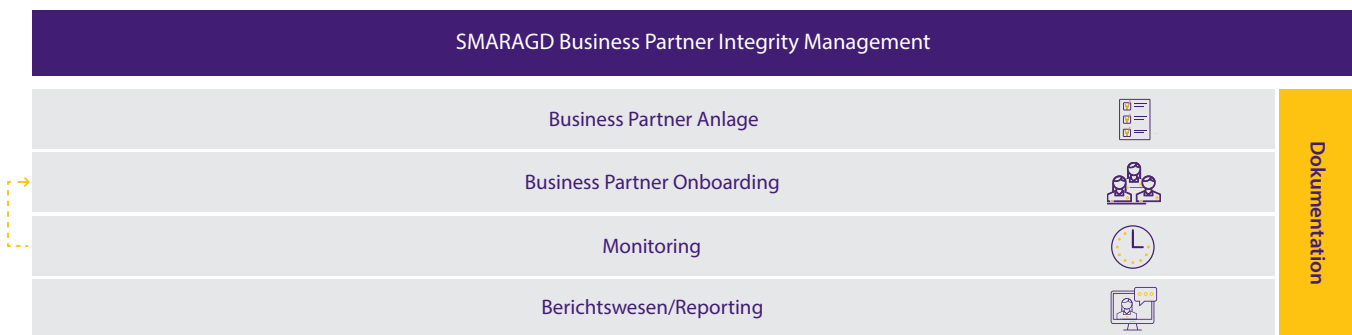 SMARAGD Business Partner Integrity Management
Business Partner Anlage
Business Partner Onboarding
Monitoring
Berichtswesen/Reporting
Dokumentation